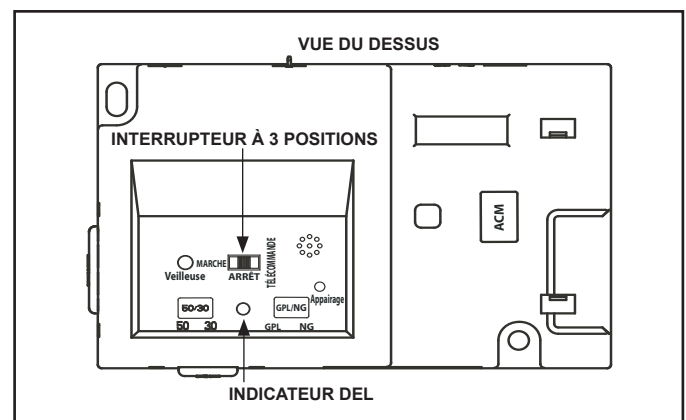 VUE DU DESSUS
INTERRUPTEUR À 3 POSITIONS
ACM
TÉLÉCOMMANDE
MARCHE
Veilleuse
ARRÊT
Appairage
50/30
GPL/NG
50 30
GPL NG
INDICATEUR DEL